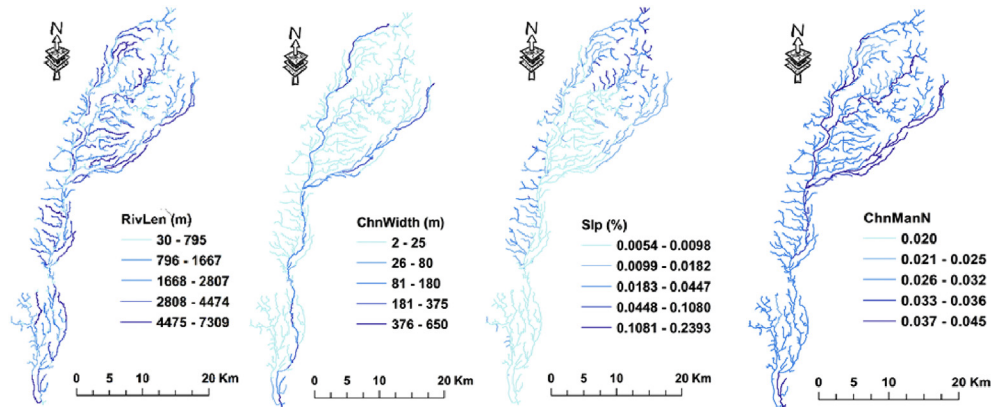 N
RivLen (m)
30 - 795
796 - 1667
1668 - 2807
2808 - 4474
4475 - 7309
0 5 10 20 Km
N
ChnWidth (m)
2 - 25
26 - 80
81 - 180
181 - 375
376 - 650
0 5 10 20 Km
N
Slp (%)
0.0054 - 0.0098
0.0099 - 0.0182
0.0183 - 0.0447
0.0448 - 0.1080
0.1081 - 0.2393
0 5 10 20 Km
N
ChnManN
0.020
0.021 - 0.025
0.026 - 0.032
0.033 - 0.036
0.037 - 0.045
0 5 10 20 Km